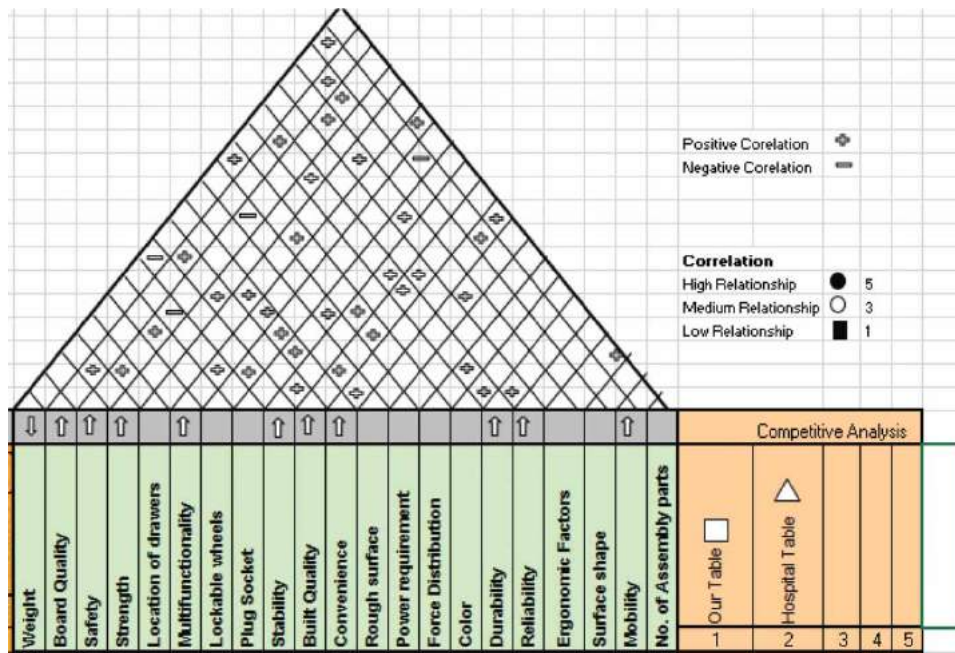 Positive Corelation
Negative Corelation
Correlation
High Relationship 5
Medium Relationship 3
Low Relationship 1
Competitive Analysis
Weight
Board Quality
Safety
Strength
Location of drawers
Multifunctionality
Lockable wheels
Plug Socket
Stability
Built Quality
Convenience
Rough surface
Power requirement
Force Distribution
Color
Durability
Reliability
Ergonomic Factors
Surface shape
Mobility
No. of Assembly parts
Our Table
Hospital Table
1 2 3 4 5